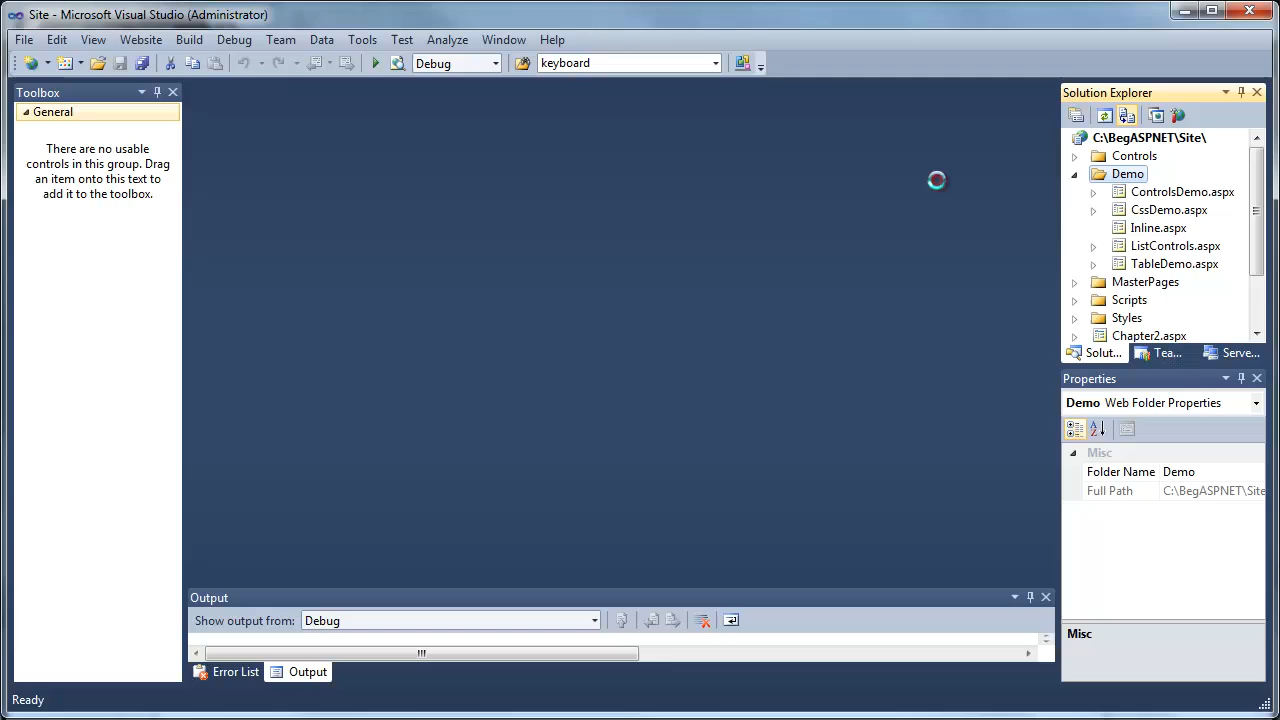 Site - Microsoft Visual Studio (Administrator)
File Edit View Website Build Debug Team Data Tools Test Analyze Window Help
Debug keyboard
Toolbox
General
There are no usable
controls in this group. Drag
an item onto this text to
add it to the toolbox.
Solution Explorer
C:\BegASPNET\Site\
Controls
Demo
ControlsDemo.aspx
CssDemo.aspx
Inline.aspx
ListControls.aspx
TableDemo.aspx
MasterPages
Scripts
Styles
Chapter2.aspx
Solut... Tea... Serve...
Properties
Demo Web Folder Properties
Misc
Folder Name Demo
Full Path C:\BegASPNET\Site
Misc
Output
Show output from: Debug
Error List Output
Ready